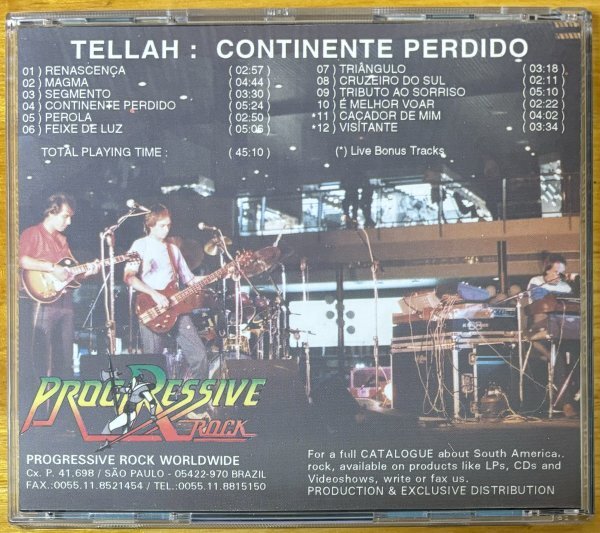 TELLAH : CONTINENTE PERDIDO
01 ) RENASCENÇA ( 02:57 )
02 ) MAGMA ( 04:44 )
03 ) SEGMENTO ( 03:30 )
04 ) CONTINENTE PERDIDO ( 05:24 )
05 ) PEROLA ( 02:50 )
06 ) FEIXE DE LUZ ( 05:06 )
TOTAL PLAYING TIME : ( 45:10 )
07 ) TRIÂNGULO ( 03:18 )
08 ) CRUZEIRO DO SUL ( 02:11 )
09 ) TRIBUTO AO SORRISO ( 05:10 )
10 ) É MELHOR VOAR ( 02:22 )
*11 ) CAÇADOR DE MIM ( 04:02 )
*12 ) VISITANTE ( 03:34 )
(*) Live Bonus Tracks
PROGRESSIVE
ROCK
PROGRESSIVE ROCK WORLDWIDE
Cx. P. 41.698 / SÃO PAULO - 05422-970 BRAZIL
FAX.:0055.11.8521454 / TEL.:0055.11.8815150
For a full CATALOGUE about South America.
rock, available on products like LPs, CDs and
Videoshows, write or fax us.
PRODUCTION & EXCLUSIVE DISTRIBUTION